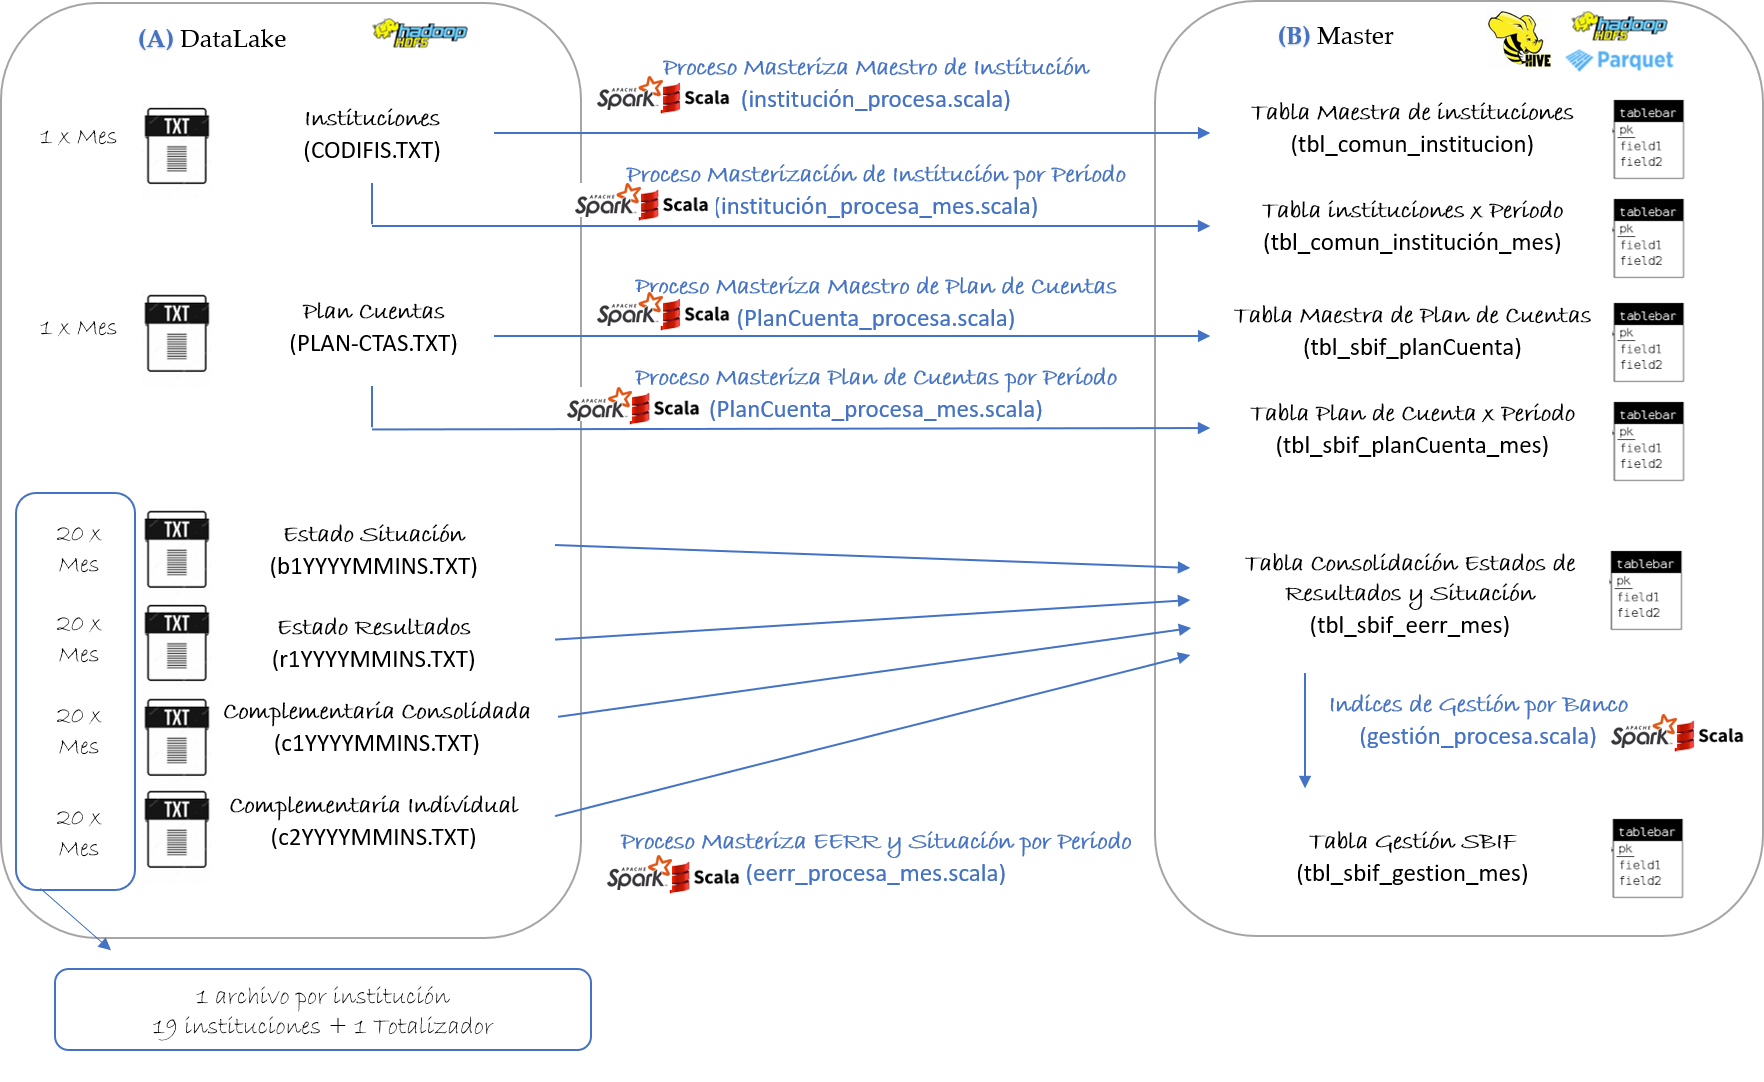 (A) DataLake
hadoop
HDFS
1 x Mes
TXT
Instituciones
(CODIFIS.TXT)
1 x Mes
TXT
Plan Cuentas
(PLAN-CTAS.TXT)
20 x
Mes
TXT
Estado Situación
(b1YYYYMMINS.TXT)
20 x
Mes
TXT
Estado Resultados
(r1YYYYMMINS.TXT)
20 x
Mes
TXT
Complementaria Consolidada
(c1YYYYMMINS.TXT)
20 x
Mes
TXT
Complementaria Individual
(c2YYYYMMINS.TXT)
1 archivo por institución
19 instituciones + 1 Totalizador
Proceso Masteriza Maestro de Institución
APACHE Spark Scala (institución_procesa.scala)
Proceso Masterización de Institución por Período
APACHE Spark Scala (institución_procesa_mes.scala)
Proceso Masteriza Maestro de Plan de Cuentas
APACHE Spark Scala (PlanCuenta_procesa.scala)
Proceso Masteriza Plan de Cuentas por Período
APACHE Spark Scala (PlanCuenta_procesa_mes.scala)
Proceso Masteriza EERR y Situación por Período
APACHE Spark Scala (eerr_procesa_mes.scala)
(B) Master
HIVE
hadoop
HDFS
Parquet
Tabla Maestra de instituciones
(tbl_comun_institucion)
tablebar
pk
field1
field2
Tabla instituciones x Período
(tbl_comun_institución_mes)
tablebar
pk
field1
field2
Tabla Maestra de Plan de Cuentas
(tbl_sbif_planCuenta)
tablebar
pk
field1
field2
Tabla Plan de Cuenta x Período
(tbl_sbif_planCuenta_mes)
tablebar
pk
field1
field2
Tabla Consolidación Estados de
Resultados y Situación
(tbl_sbif_eerr_mes)
tablebar
pk
field1
field2
Indices de Gestión por Banco
(gestión_procesa.scala) APACHE Spark Scala
Tabla Gestión SBIF
(tbl_sbif_gestion_mes)
tablebar
pk
field1
field2